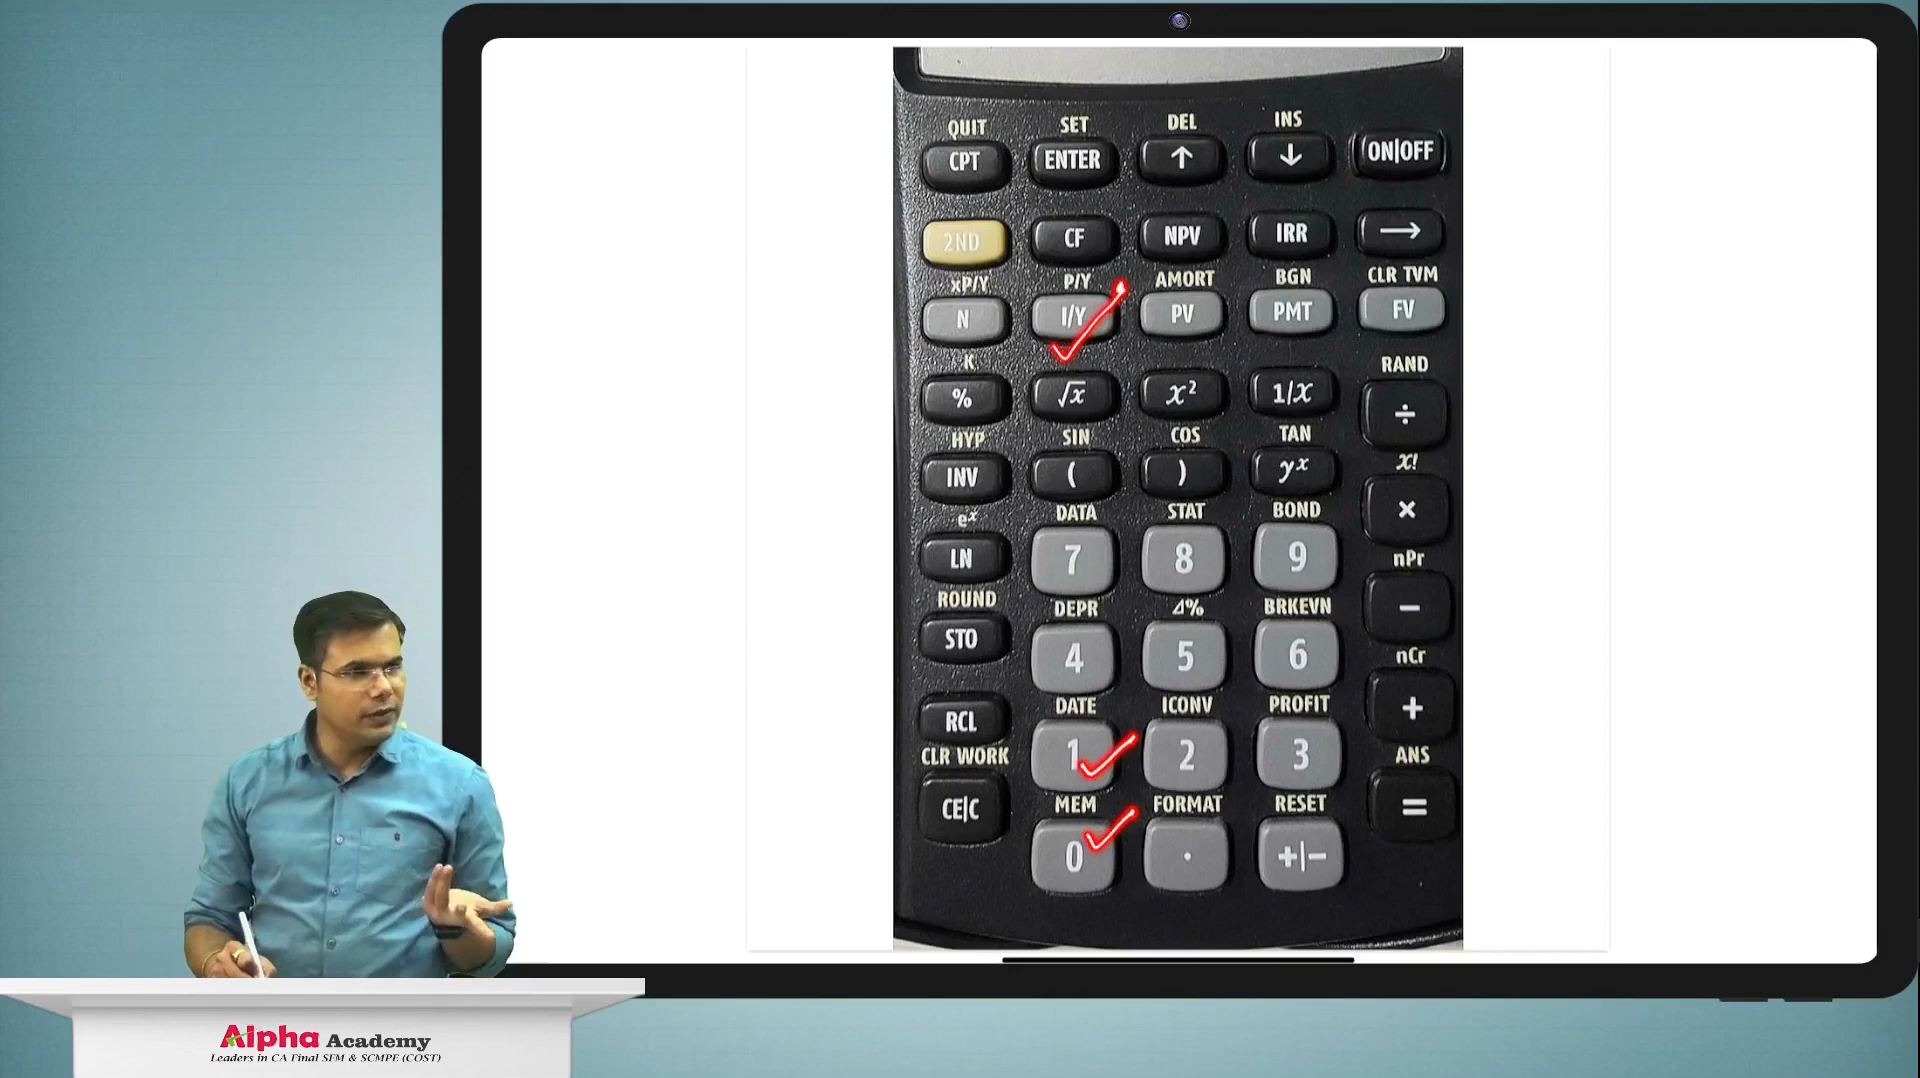 QUIT SET DEL INS
CPT ENTER ↑ ↓ ON|OFF
2ND CF NPV IRR →
xP/Y P/Y AMORT BGN CLR TVM
N I/Y PV PMT FV
K RAND
% √x x² 1/x ÷
HYP SIN COS TAN x!
INV ( ) yˣ ×
eˣ DATA STAT BOND nPr
LN 7 8 9 −
ROUND DEPR Δ% BRKEVN nCr
STO 4 5 6 +
DATE ICONV PROFIT
RCL 1 2 3
CLR WORK ANS
MEM FORMAT RESET
CE|C =
0 . +|−
Alpha Academy
Leaders in CA Final SFM & SCMPE (COST)